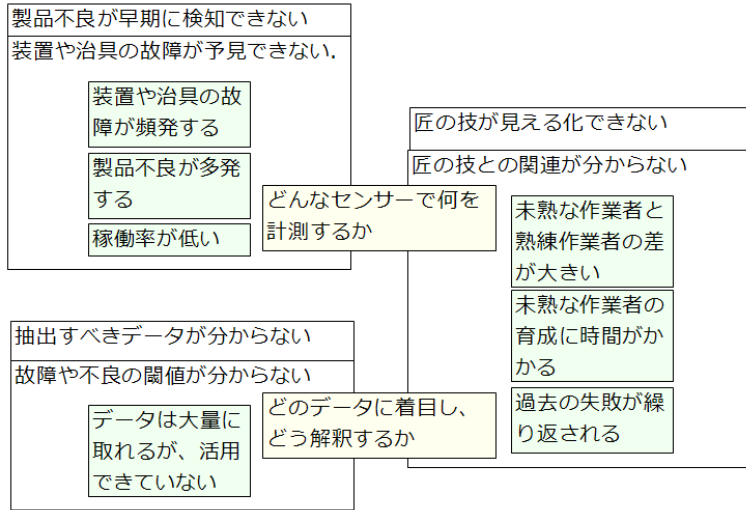 製品不良が早期に検知できない
装置や治具の故障が予見できない.
装置や治具の故
障が頻発する
製品不良が多発
する
稼働率が低い
どんなセンサーで何を
計測するか
匠の技が見える化できない
匠の技との関連が分からない
未熟な作業者と
熟練作業者の差
が大きい
未熟な作業者の
育成に時間がか
かる
過去の失敗が繰
り返される
抽出すべきデータが分からない
故障や不良の閾値が分からない
データは大量に
取れるが、活用
できていない
どのデータに着目し、
どう解釈するか